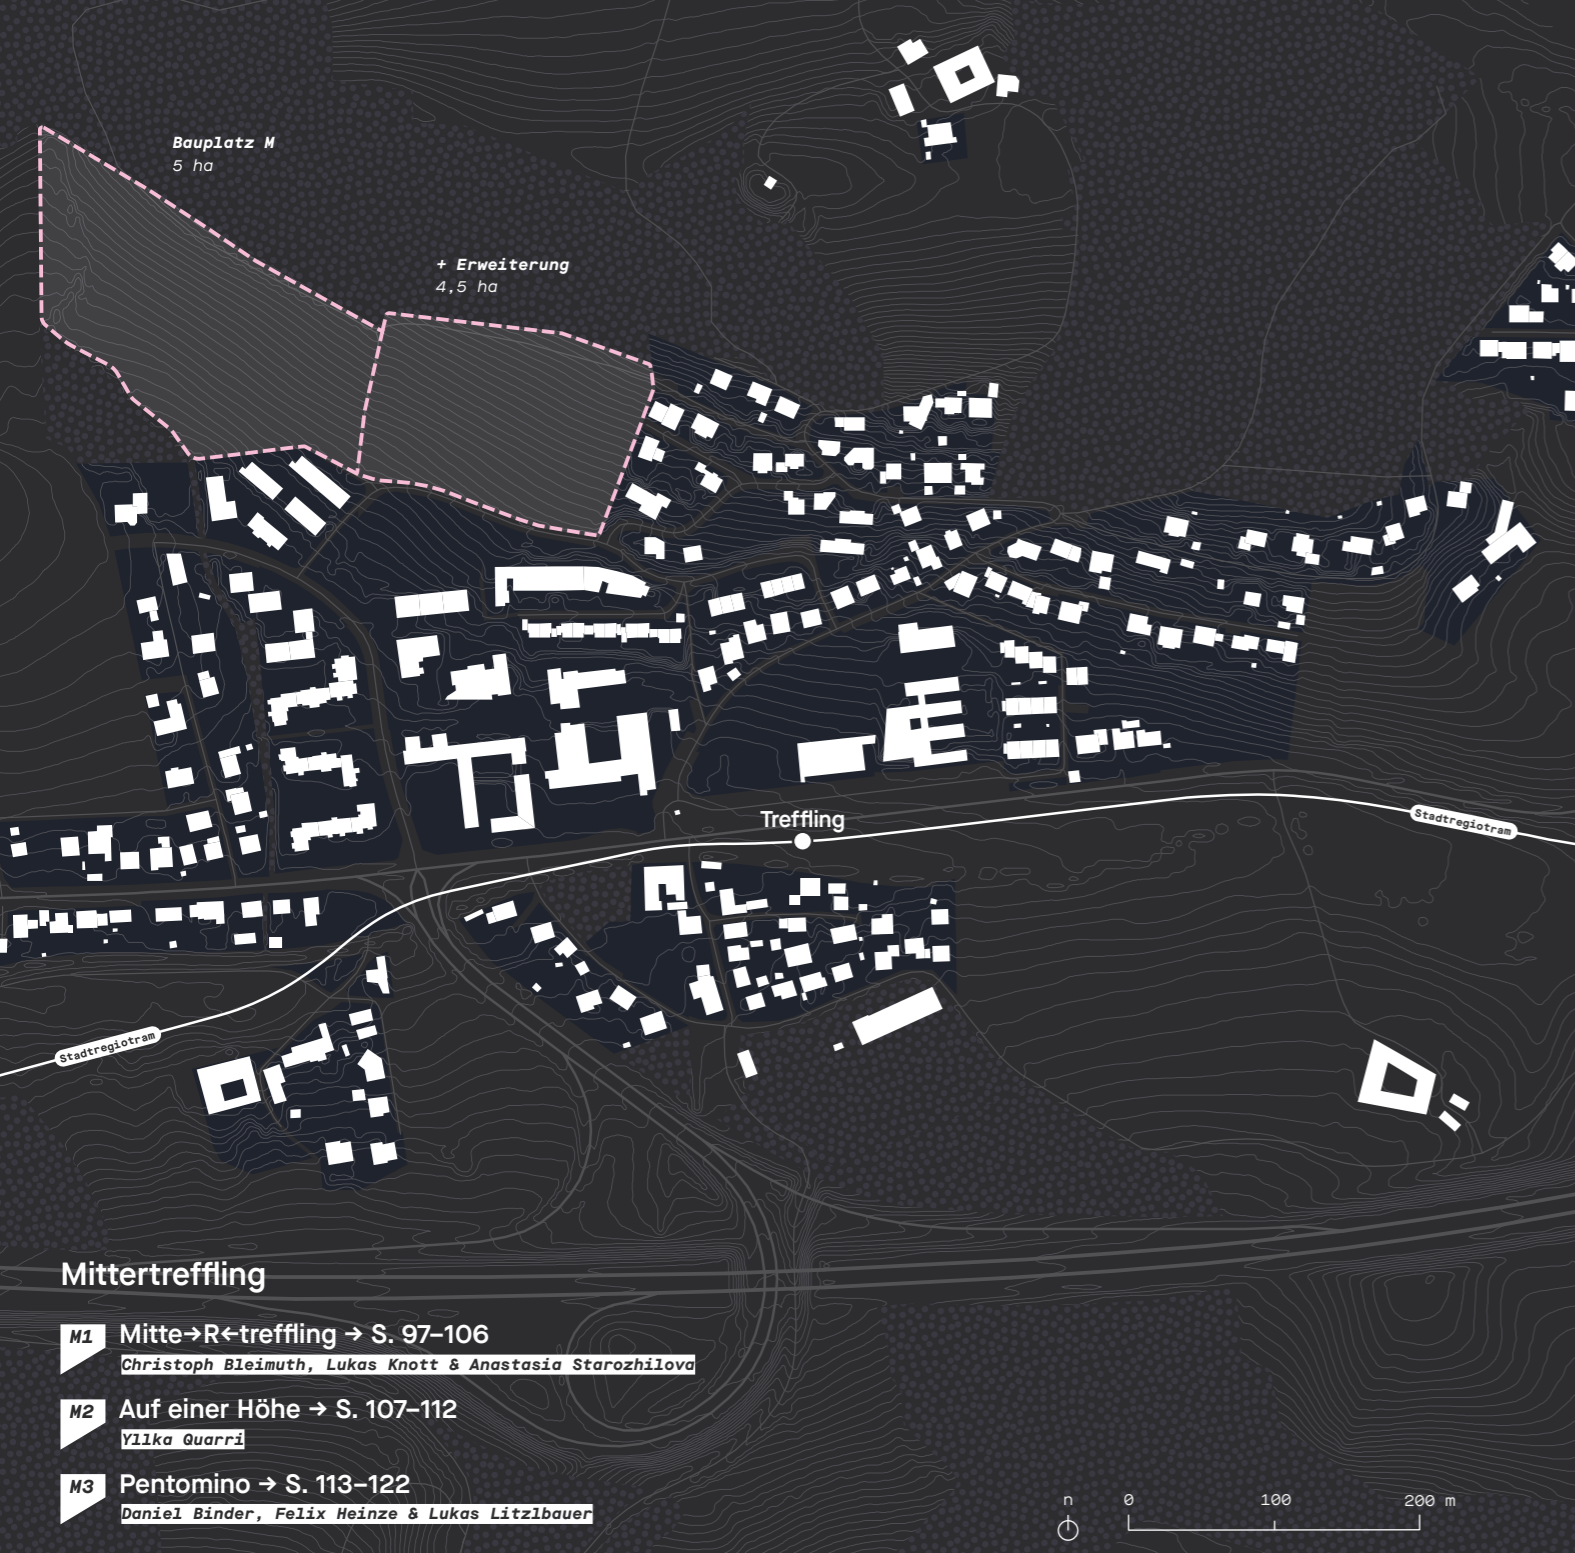 Bauplatz M
5 ha
+ Erweiterung
4,5 ha
Treffling
Stadtregiotram
Stadtregiotram
Mittertreffling
M1 Mitte→R←treffling → S. 97–106
Christoph Bleimuth, Lukas Knott & Anastasia Starozhilova
M2 Auf einer Höhe → S. 107–112
Yllka Quarri
M3 Pentomino → S. 113–122
Daniel Binder, Felix Heinze & Lukas Litzlbauer
n 0 100 200 m